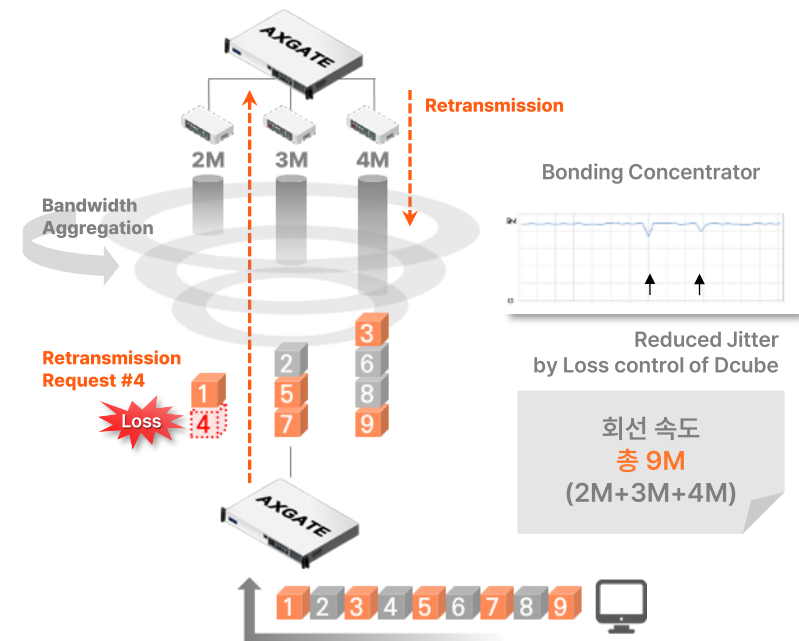 AXGATE
Retransmission
2M 3M 4M
Bandwidth
Aggregation
Bonding Concentrator
0
Reduced Jitter
by Loss control of Dcube
Retransmission
Request #4
Loss
1
4
2
5
7
3
6
8
9
회선 속도
총 9M
(2M+3M+4M)
AXGATE
1 2 3 4 5 6 7 8 9